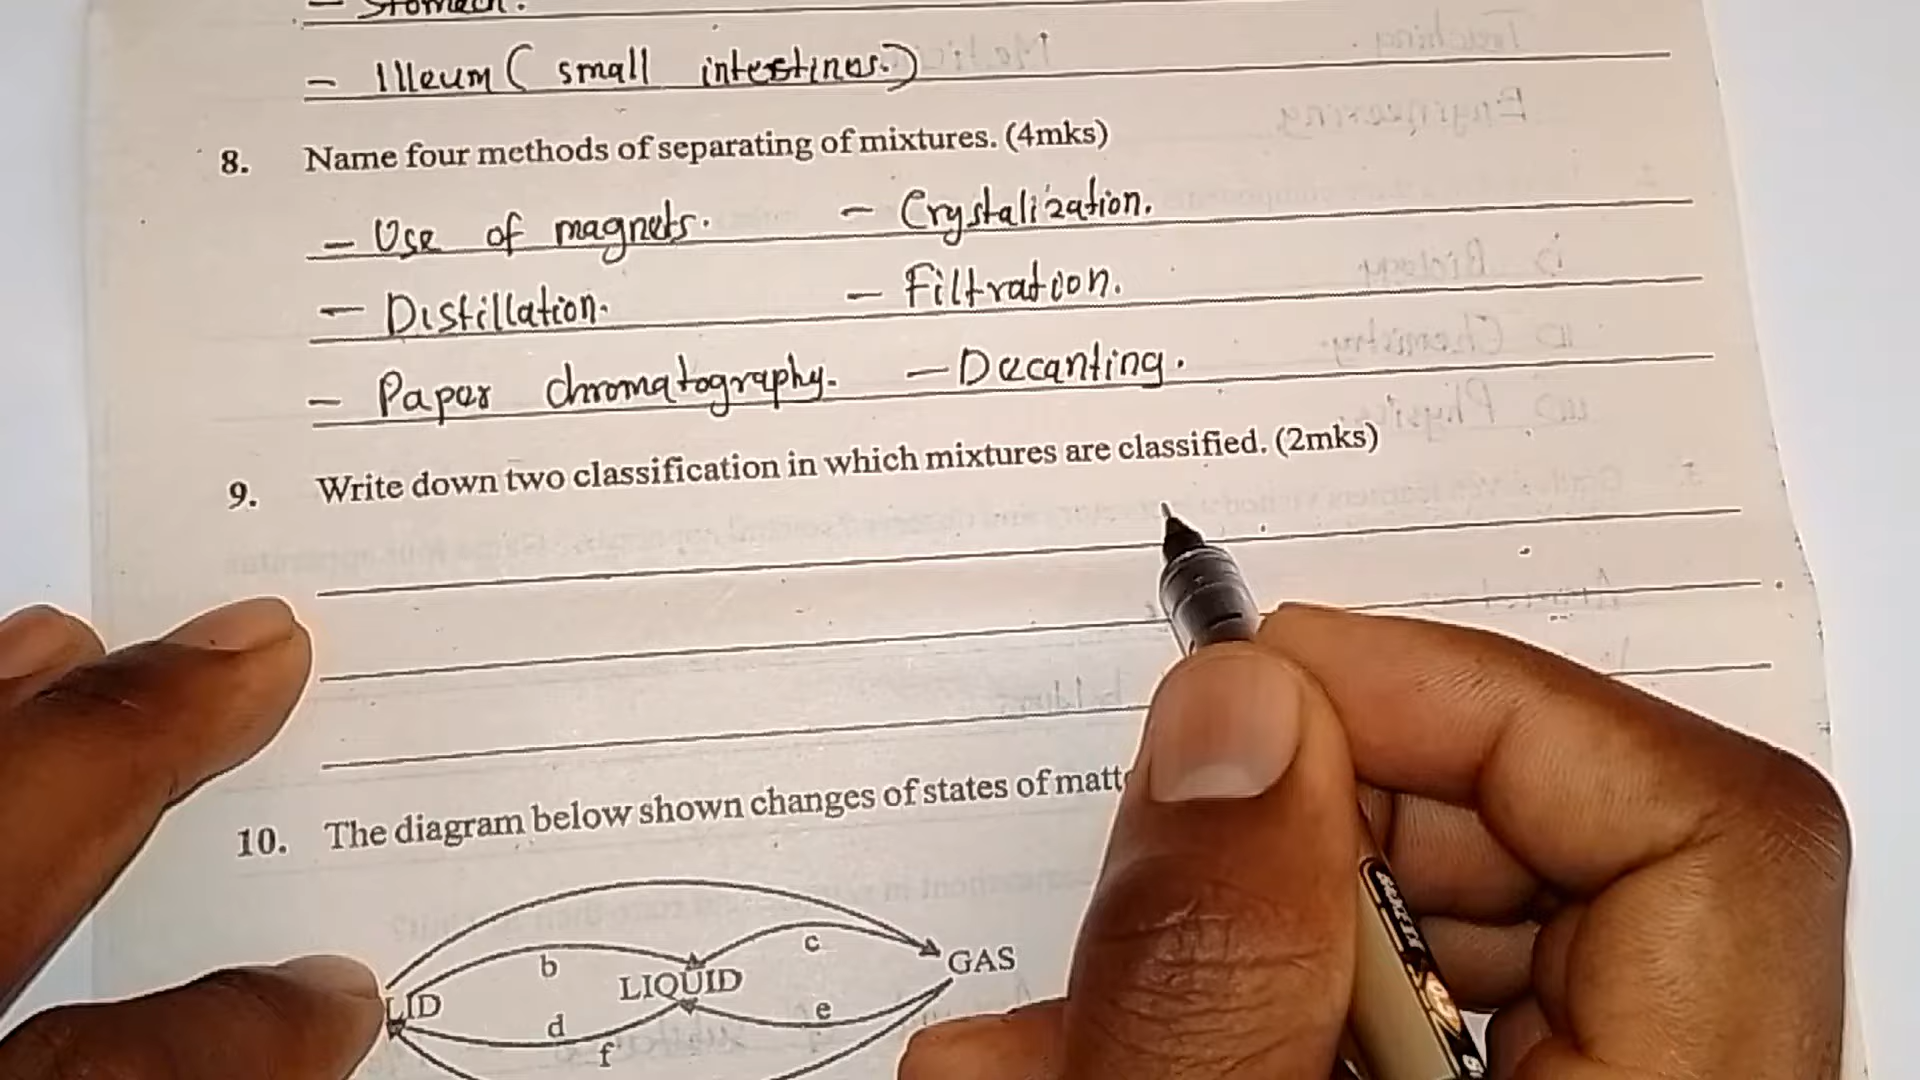 - Stomach.
- Illeum ( small intestines.)
8. Name four methods of separating of mixtures. (4mks)
- Use of magnets. - Crystalization.
- Distillation. - Filtration.
- Paper chromatography. - Decanting.
9. Write down two classification in which mixtures are classified. (2mks)
10. The diagram below shown changes of states of matt
c
b
GAS
LIQUID
LID
d
e
f